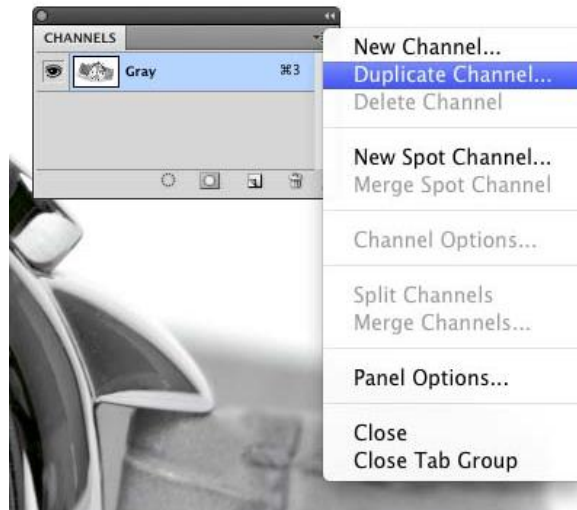 CHANNELS
Gray ⌘3
New Channel...
Duplicate Channel...
Delete Channel
New Spot Channel...
Merge Spot Channel
Channel Options...
Split Channels
Merge Channels...
Panel Options...
Close
Close Tab Group